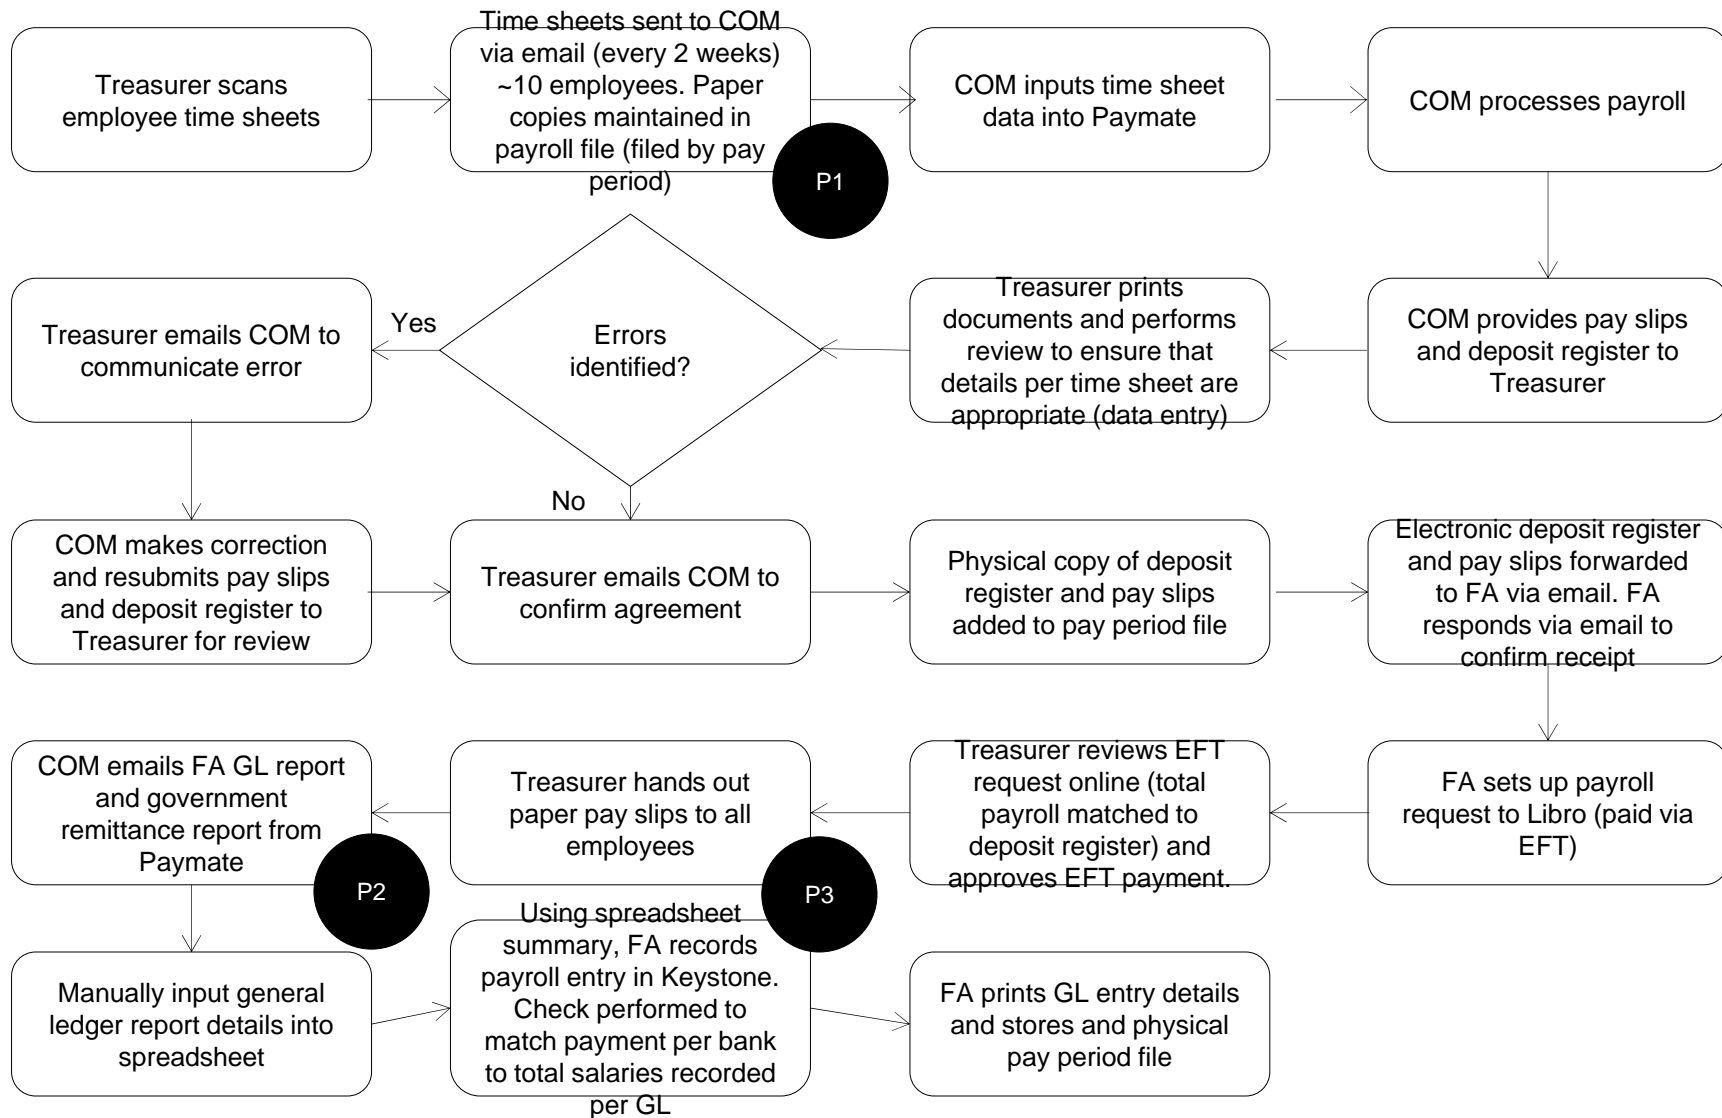 Treasurer scans
employee time sheets
Time sheets sent to COM
via email (every 2 weeks)
~10 employees. Paper
copies maintained in
payroll file (filed by pay
period)
P1
COM inputs time sheet
data into Paymate
COM processes payroll
Treasurer emails COM to
communicate error
Yes
Errors
identified?
No
Treasurer prints
documents and performs
review to ensure that
details per time sheet are
appropriate (data entry)
COM provides pay slips
and deposit register to
Treasurer
COM makes correction
and resubmits pay slips
and deposit register to
Treasurer for review
Treasurer emails COM to
confirm agreement
Physical copy of deposit
register and pay slips
added to pay period file
Electronic deposit register
and pay slips forwarded
to FA via email. FA
responds via email to
confirm receipt
COM emails FA GL report
and government
remittance report from
Paymate
P2
Treasurer hands out
paper pay slips to all
employees
P3
Treasurer reviews EFT
request online (total
payroll matched to
deposit register) and
approves EFT payment.
FA sets up payroll
request to Libro (paid via
EFT)
Manually input general
ledger report details into
spreadsheet
Using spreadsheet
summary, FA records
payroll entry in Keystone.
Check performed to
match payment per bank
to total salaries recorded
per GL
FA prints GL entry details
and stores and physical
pay period file